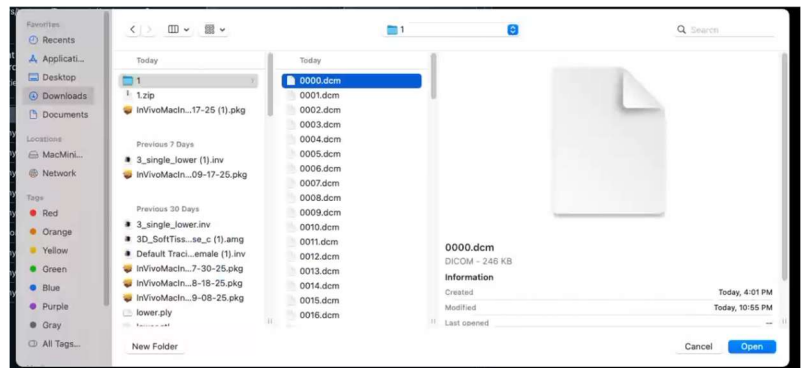 Favorites
Recents
Applicati...
Desktop
Downloads
Documents
Locations
MacMini...
Network
Tags
Red
Orange
Yellow
Green
Blue
Purple
Gray
All Tags...
1
Search
Today
1
1.zip
InVivoMacIn...17-25 (1).pkg
Previous 7 Days
3_single_lower (1).inv
InVivoMacIn...09-17-25.pkg
Previous 30 Days
3_single_lower.inv
3D_SoftTiss...se_c (1).amg
Default Traci...emale (1).inv
InVivoMacIn...7-30-25.pkg
InVivoMacIn...8-18-25.pkg
InVivoMacIn...9-08-25.pkg
lower.ply
Today
0000.dcm
0001.dcm
0002.dcm
0003.dcm
0004.dcm
0005.dcm
0006.dcm
0007.dcm
0008.dcm
0009.dcm
0010.dcm
0011.dcm
0012.dcm
0013.dcm
0014.dcm
0015.dcm
0016.dcm
0000.dcm
DICOM - 246 KB
Information
Created Today, 4:01 PM
Modified Today, 10:55 PM
Last opened --
New Folder
Cancel
Open